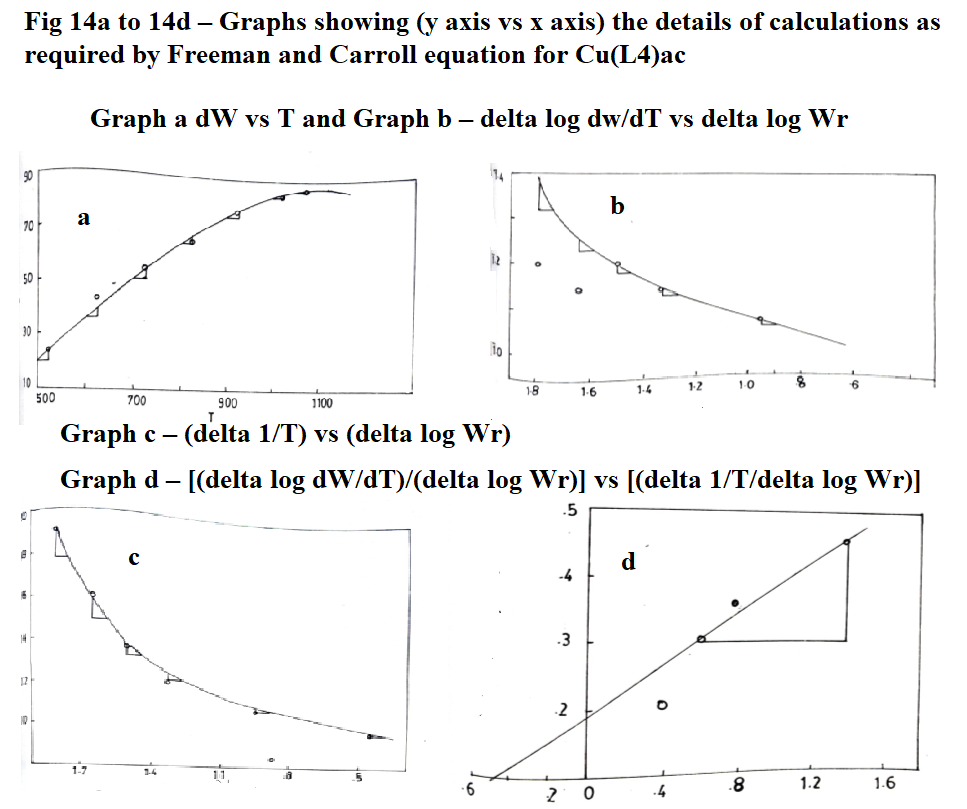 Fig 14a to 14d – Graphs showing (y axis vs x axis) the details of calculations as
required by Freeman and Carroll equation for Cu(L4)ac
Graph a dW vs T and Graph b – delta log dw/dT vs delta log Wr
90
70
50
30
10
a
500 700 900 1100
T
b
1.8 1.6 1.4 1.2 1.0 .8 .6
Graph c – (delta 1/T) vs (delta log Wr)
Graph d – [(delta log dW/dT)/(delta log Wr)] vs [(delta 1/T/delta log Wr)]
c
1.7 1.4 1.1 .8 .5
.5
.4
.3
.2
d
.6 .2 0 .4 .8 1.2 1.6